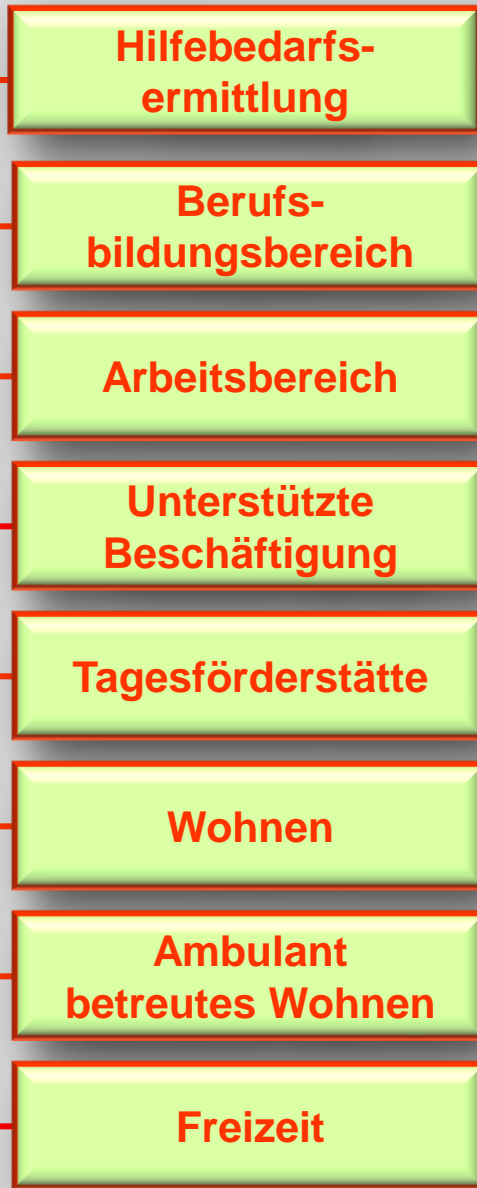 Hilfebedarfs-
ermittlung
Berufs-
bildungsbereich
Arbeitsbereich
Unterstützte
Beschäftigung
Tagesförderstätte
Wohnen
Ambulant
betreutes Wohnen
Freizeit